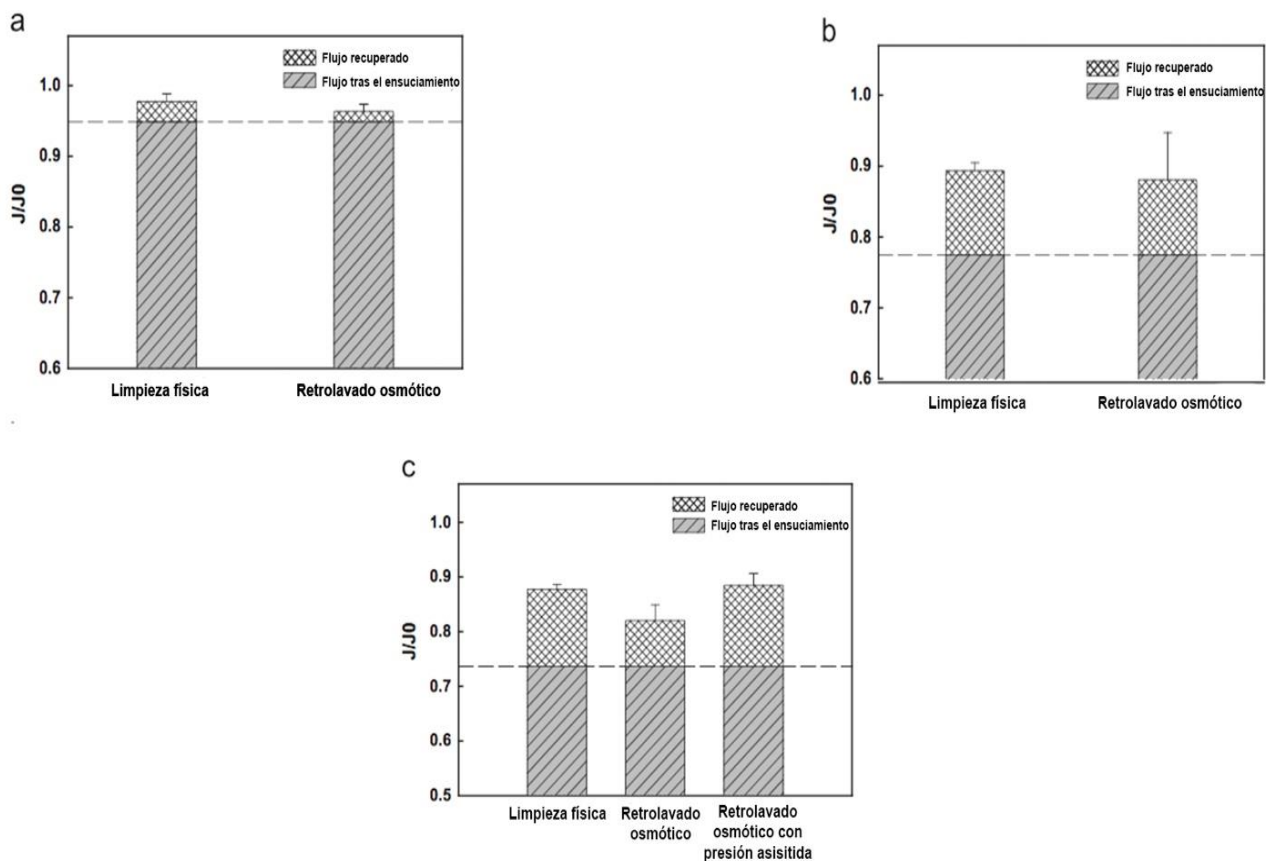 a
Flujo recuperado
Flujo tras el ensuciamiento
1.0
0.9
0.8
0.7
0.6
J/J0
Limpieza física
Retrolavado osmótico
b
Flujo recuperado
Flujo tras el ensuciamiento
1.0
0.9
0.8
0.7
0.6
J/J0
Limpieza física
Retrolavado osmótico
c
Flujo recuperado
Flujo tras el ensuciamiento
1.0
0.9
0.8
0.7
0.6
0.5
J/J0
Limpieza física
Retrolavado
osmótico
Retrolavado
osmótico con
presión asisitida